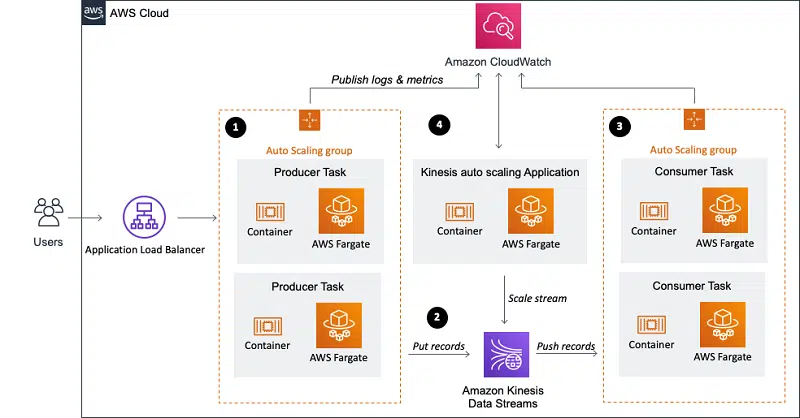 aws
AWS Cloud
Amazon CloudWatch
Publish logs & metrics
1
4
3
Auto Scaling group
Auto Scaling group
Producer Task
Kinesis auto scaling Application
Consumer Task
Container
AWS Fargate
Container
AWS Fargate
Container
AWS Fargate
Users
Application Load Balancer
Producer Task
Consumer Task
Scale stream
2
Container
AWS Fargate
Put records
Push records
Container
AWS Fargate
Amazon Kinesis
Data Streams